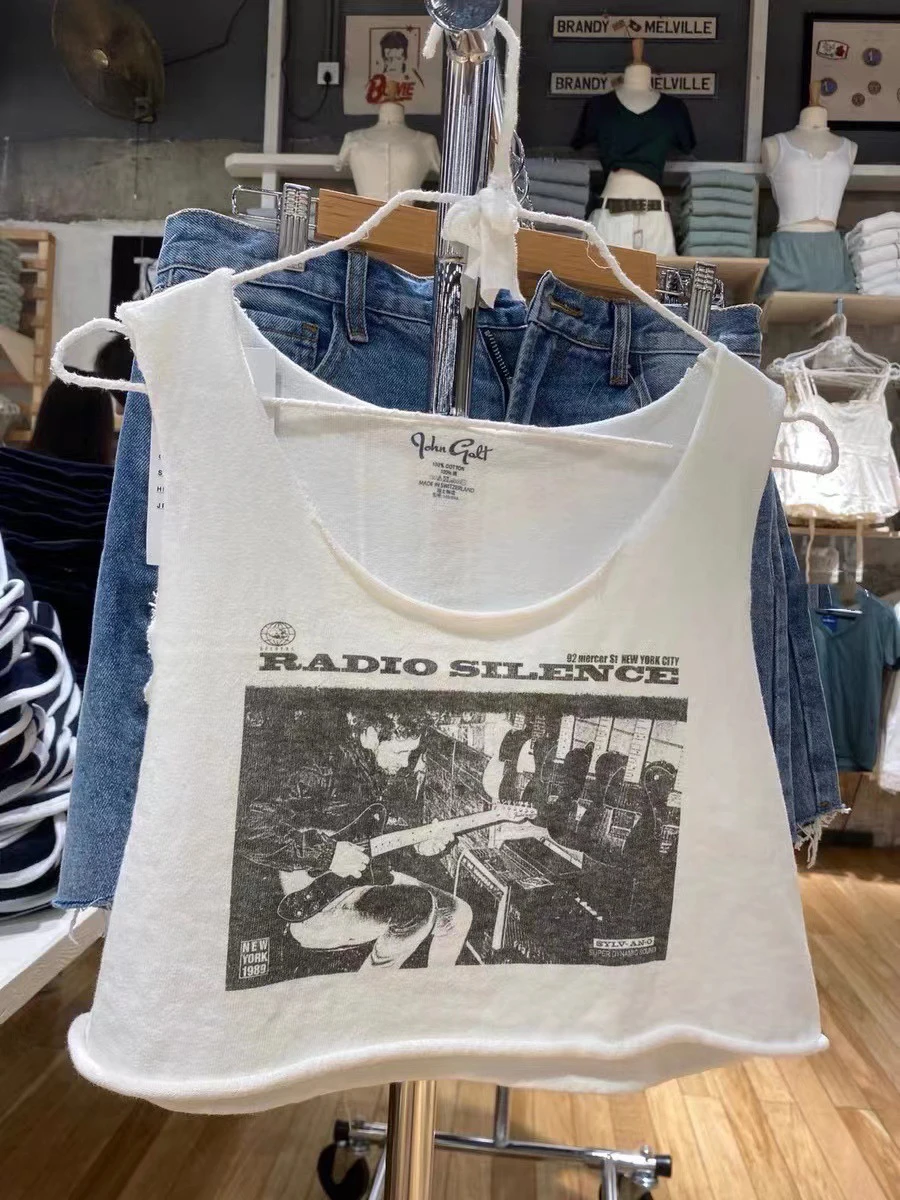 BRANDY MELVILLE
BRANDY MELVILLE
John Galt
100% COTTON
MADE IN SWITZERLAND
92 mercer St NEW YORK CITY
RADIO SILENCE
NEW
YORK
1989
SYLV-AN-O
SUPER DYNAMIC SOUND